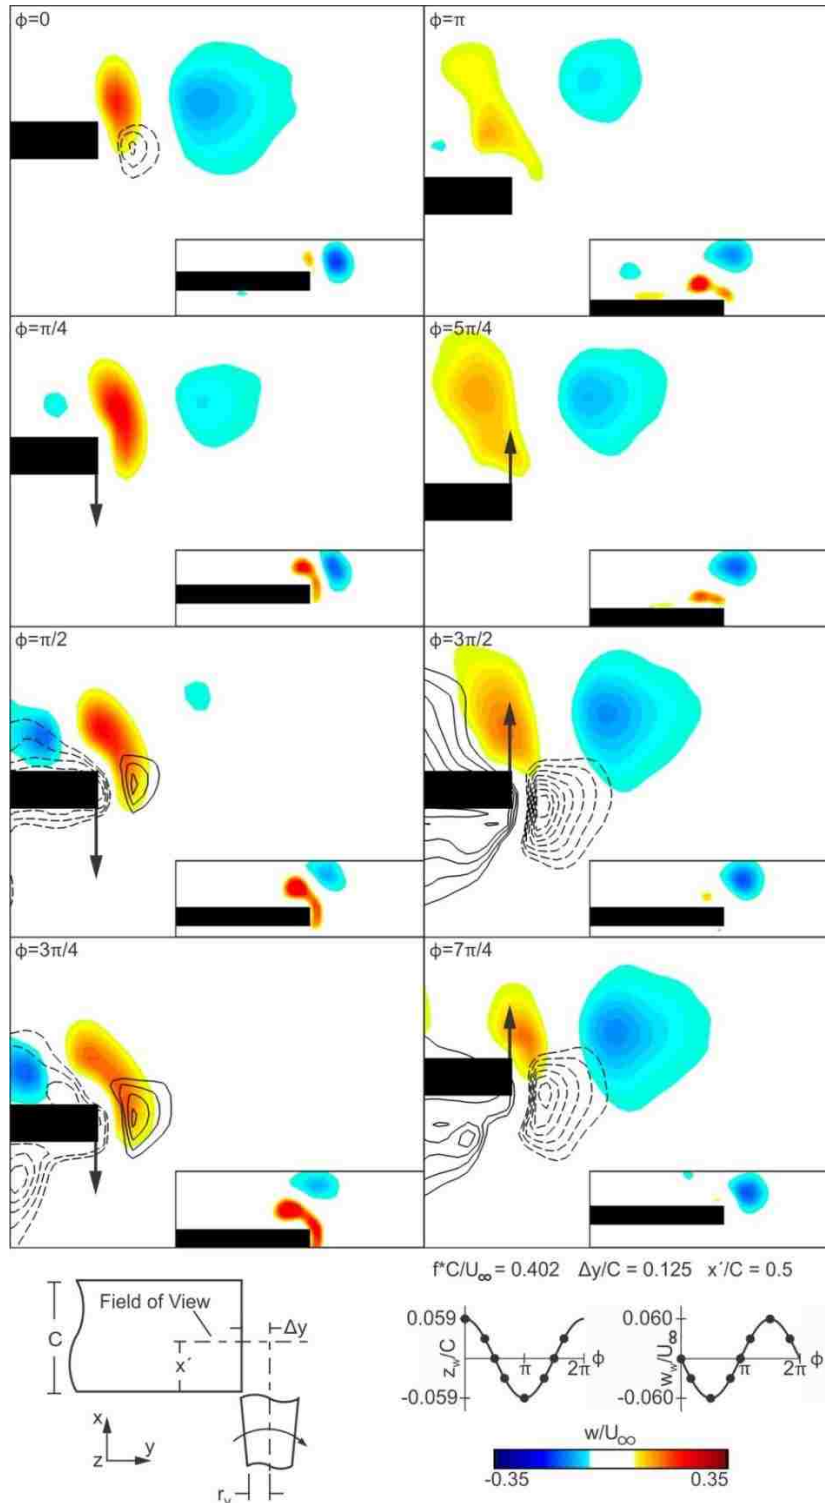 ϕ=0
ϕ=π
ϕ=π/4
ϕ=5π/4
ϕ=π/2
ϕ=3π/2
ϕ=3π/4
ϕ=7π/4
f*C/U∞ = 0.402 Δy/C = 0.125 x´/C = 0.5
Field of View
C
Δy
x´
x
z
y
r_v
0.059
z_w/C
-0.059
π
2π
ϕ
0.060
w_w/U∞
-0.060
π
2π
ϕ
w/U∞
-0.35
0.35